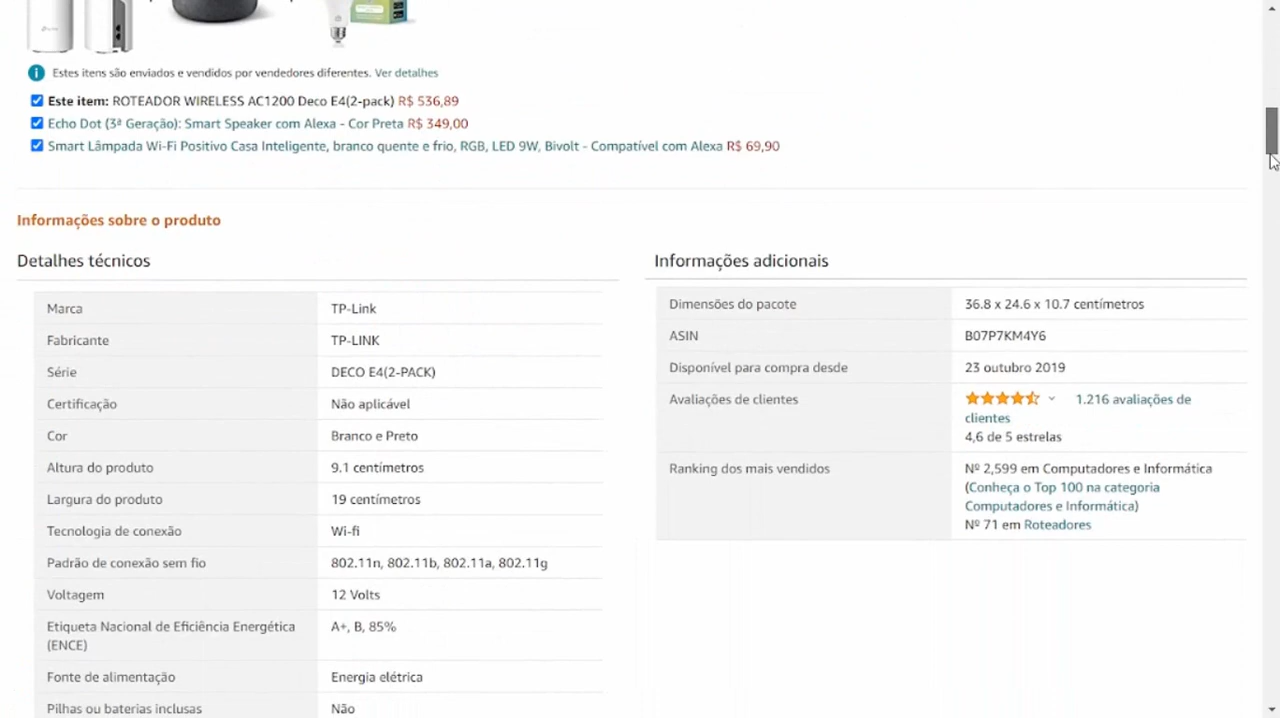 Estes itens são enviados e vendidos por vendedores diferentes. Ver detalhes
Este item: ROTEADOR WIRELESS AC1200 Deco E4(2-pack) R$ 536,89
Echo Dot (3ª Geração): Smart Speaker com Alexa - Cor Preta R$ 349,00
Smart Lâmpada Wi-Fi Positivo Casa Inteligente, branco quente e frio, RGB, LED 9W, Bivolt - Compatível com Alexa R$ 69,90
Informações sobre o produto
Detalhes técnicos
Marca TP-Link
Fabricante TP-LINK
Série DECO E4(2-PACK)
Certificação Não aplicável
Cor Branco e Preto
Altura do produto 9.1 centímetros
Largura do produto 19 centímetros
Tecnologia de conexão Wi-fi
Padrão de conexão sem fio 802.11n, 802.11b, 802.11a, 802.11g
Voltagem 12 Volts
Etiqueta Nacional de Eficiência Energética A+, B, 85%
(ENCE)
Fonte de alimentação Energia elétrica
Pilhas ou baterias inclusas Não
Informações adicionais
Dimensões do pacote 36.8 x 24.6 x 10.7 centímetros
ASIN B07P7KM4Y6
Disponível para compra desde 23 outubro 2019
Avaliações de clientes 1.216 avaliações de
clientes
4,6 de 5 estrelas
Ranking dos mais vendidos Nº 2,599 em Computadores e Informática
(Conheça o Top 100 na categoria
Computadores e Informática)
Nº 71 em Roteadores